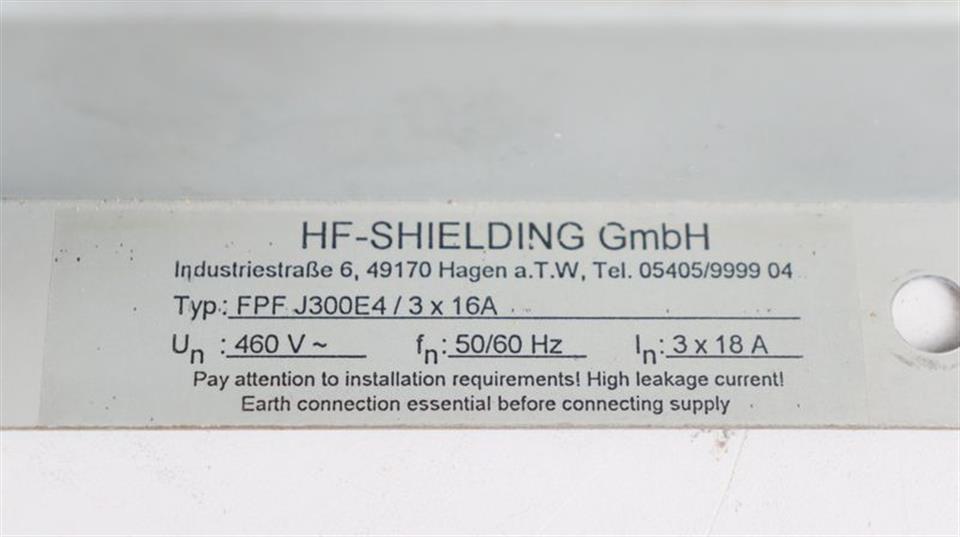 HF-SHIELDING GmbH
Industriestraße 6, 49170 Hagen a.T.W, Tel. 05405/9999 04
Typ.: FPF J300E4 / 3 x 16A
Un : 460 V ~ fn: 50/60 Hz In: 3 x 18 A
Pay attention to installation requirements! High leakage current!
Earth connection essential before connecting supply